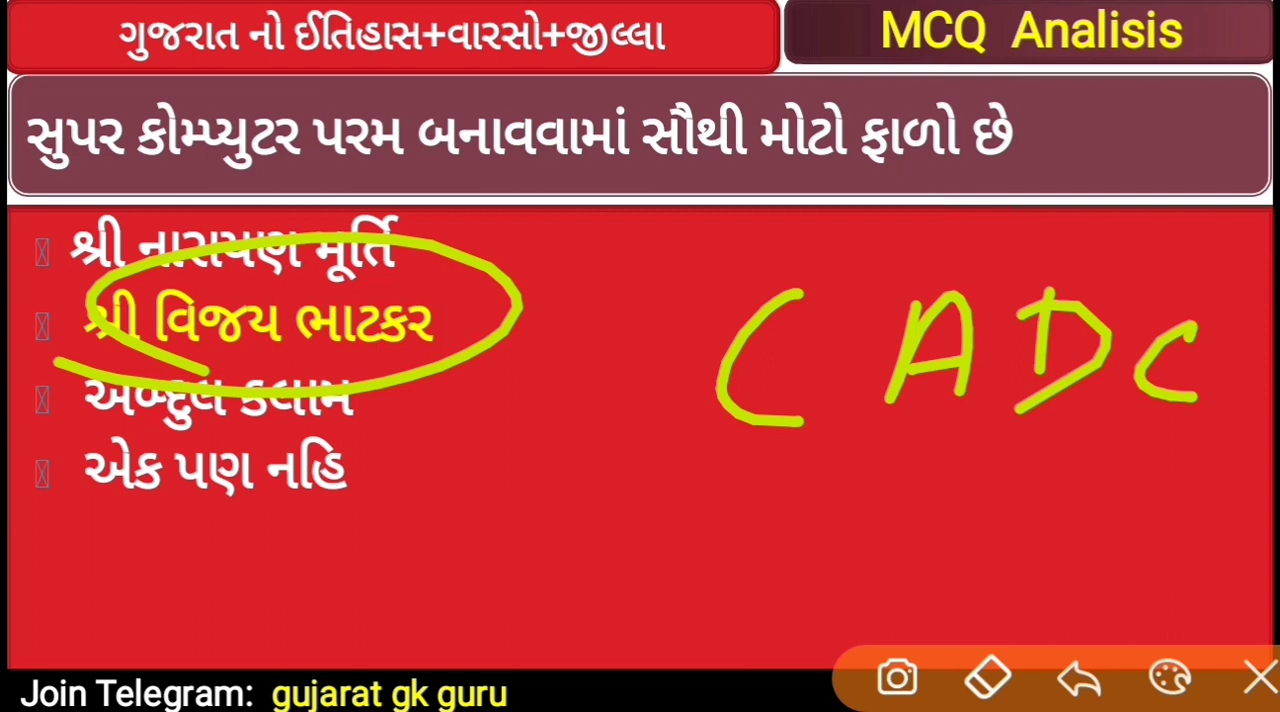 ગુજરાત નો ઈતિહાસ+વારસો+જીલ્લા
MCQ Analisis
સુપર કોમ્પ્યુટર પરમ બનાવવામાં સૌથી મોટો ફાળો છે
શ્રી નારાયણ મૂર્તિ
શ્રી વિજય ભાટકર
અબ્દુલ કલામ
એક પણ નહિ
CADC
Join Telegram: gujarat gk guru